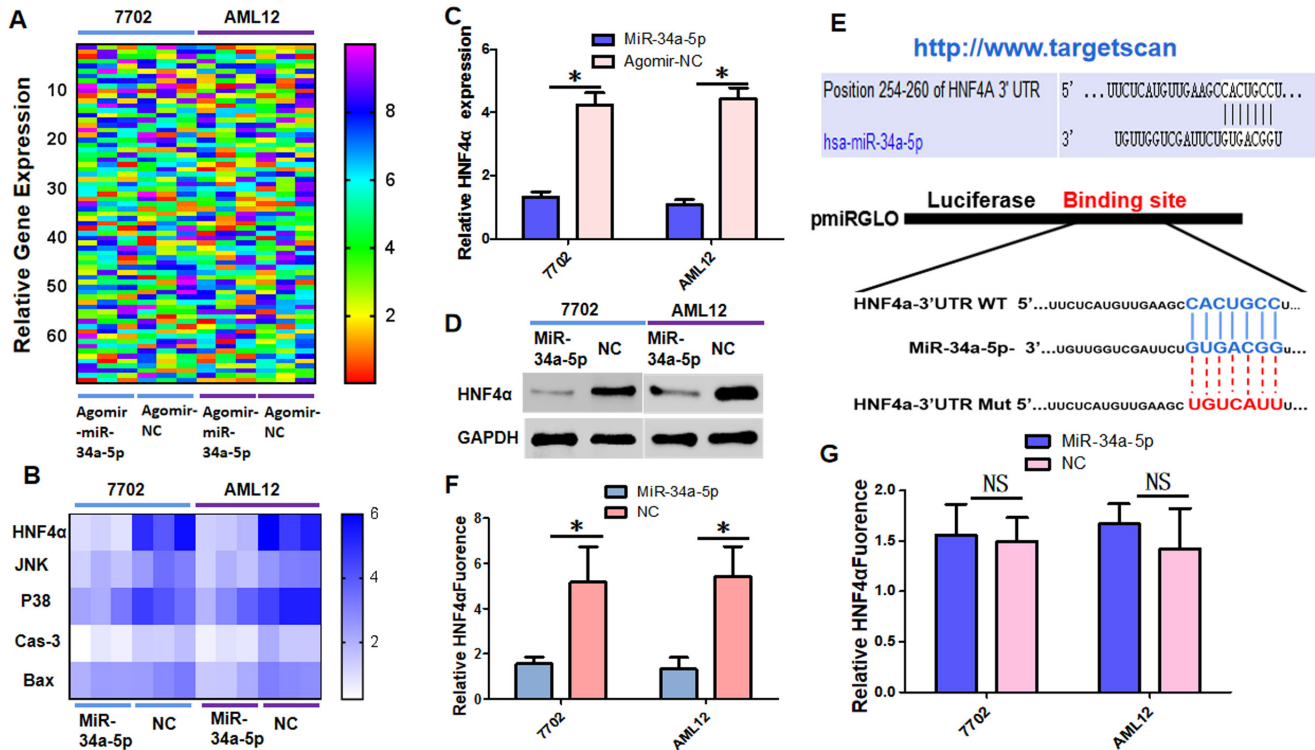 A
7702
AML12
Relative Gene Expression
10
20
30
40
50
60
8
6
4
2
Agomir
-miR-
34a-5p
Agomir-
NC
Agomir-
miR-
34a-5p
Agomir-
NC
B
7702
AML12
HNF4α
JNK
P38
Cas-3
Bax
6
4
2
MiR-
34a-5p
NC
MiR-
34a-5p
NC
C
MiR-34a-5p
Agomir-NC
Relative HNF4α expression
6
4
2
0
*
*
7702
AML12
D
7702
AML12
MiR-
34a-5p
NC
MiR-
34a-5p
NC
HNF4α
GAPDH
F
MiR-34a-5p
NC
Relative HNF4αFuorence
8
6
4
2
0
*
*
7702
AML12
E
http://www.targetscan
Position 254-260 of HNF4A 3' UTR 5' ...UUCUCAUGUUGAAGCCACUGCCU...
hsa-miR-34a-5p 3' UGUUGGUCGAUUCUGUGACGGU
Luciferase Binding site
pmiRGLO
HNF4a-3'UTR WT 5'...UUCUCAUGUUGAAGCCACUGCCU...
MiR-34a-5p- 3'...UGUUGGUCGAUUCUGUGACGGU...
HNF4a-3'UTR Mut 5'...UUCUCAUGUUGAAGC UGUCAUUU...
G
MiR-34a-5p
NC
Relative HNF4αFuorence
2.0
1.5
1.0
0.5
0.0
NS
NS
7702
AML12